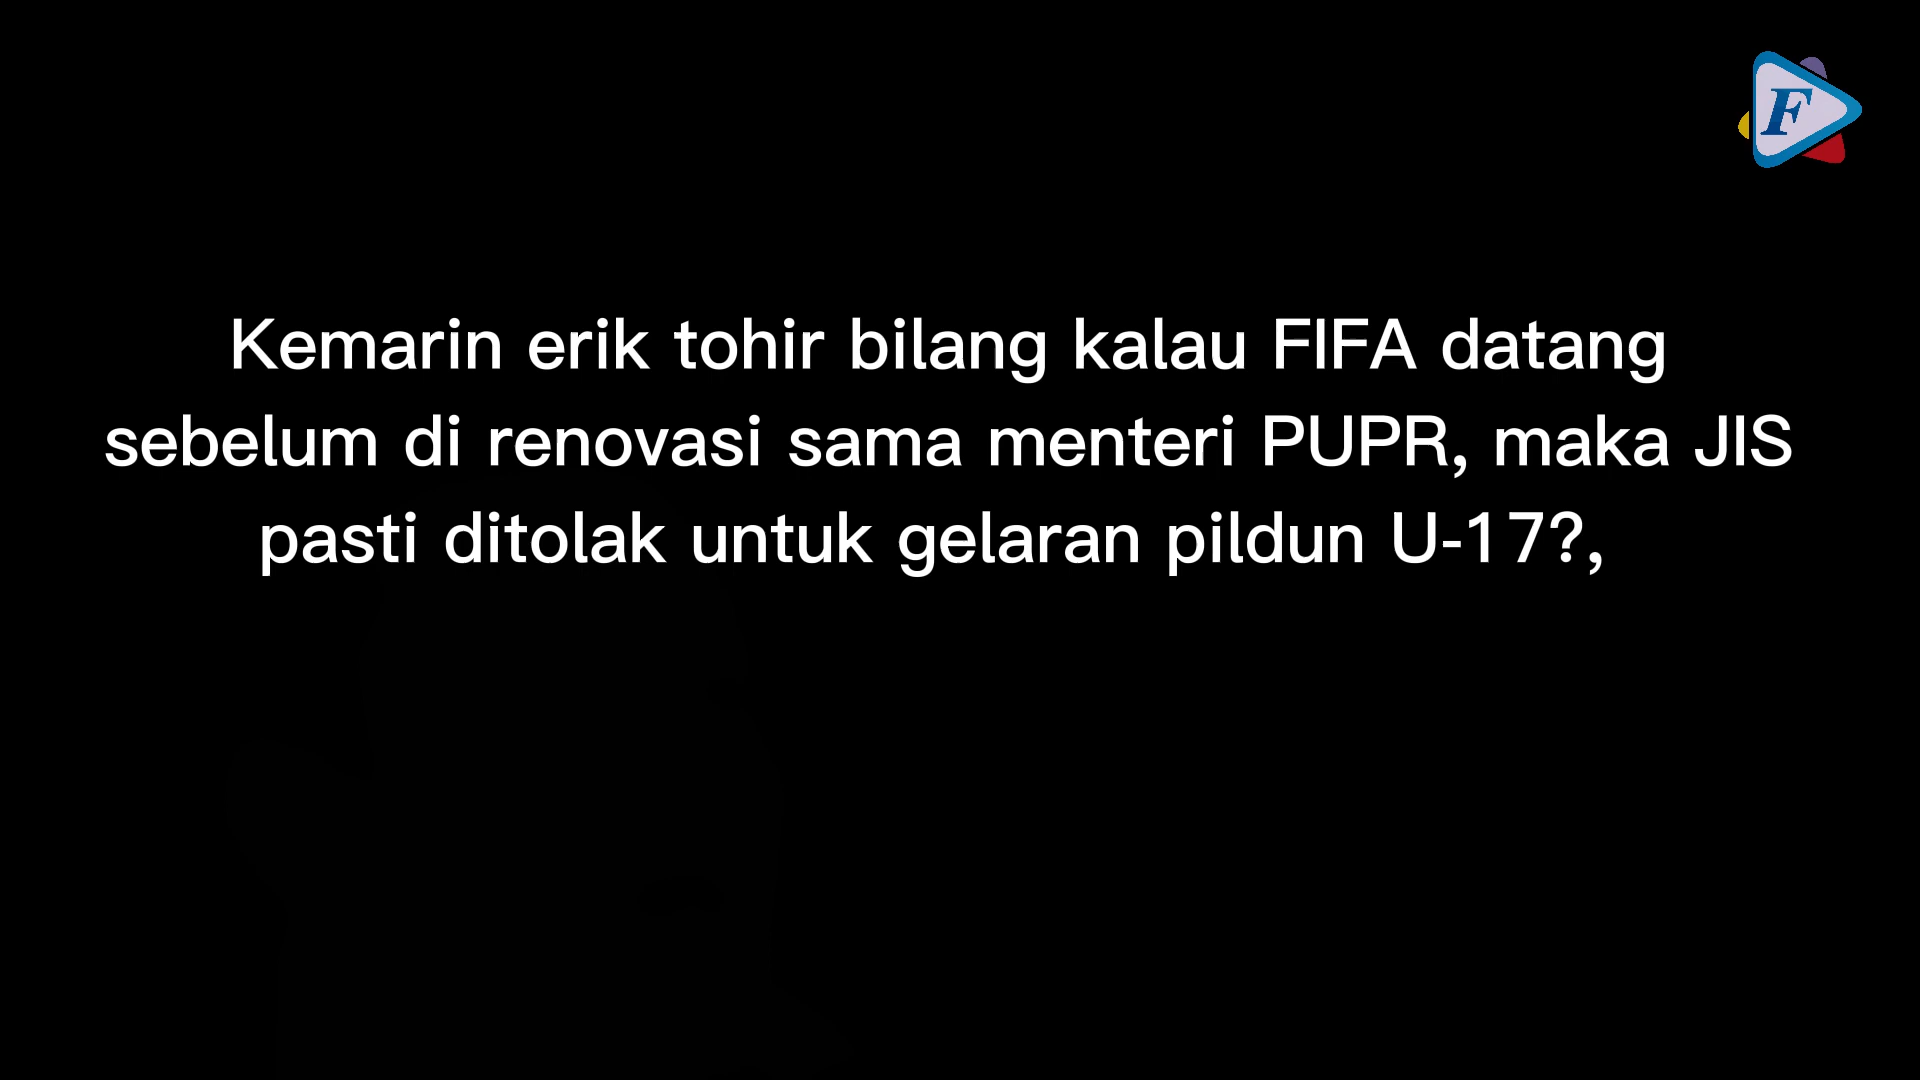 F
Kemarin erik tohir bilang kalau FIFA datang
sebelum di renovasi sama menteri PUPR, maka JIS
pasti ditolak untuk gelaran pildun U-17?,